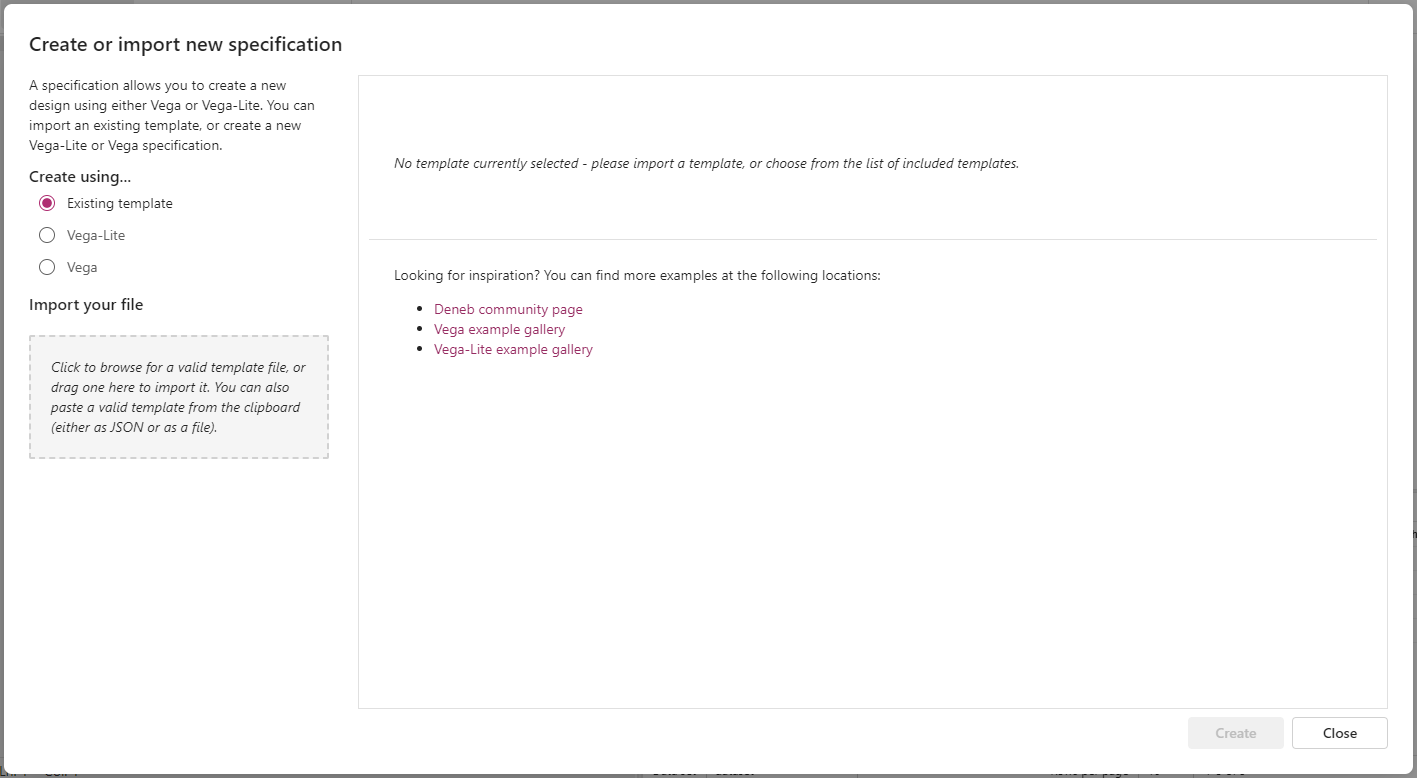 Create or import new specification
A specification allows you to create a new
design using either Vega or Vega-Lite. You can
import an existing template, or create a new
Vega-Lite or Vega specification.
Create using...
Existing template
Vega-Lite
Vega
Import your file
Click to browse for a valid template file, or
drag one here to import it. You can also
paste a valid template from the clipboard
(either as JSON or as a file).
No template currently selected - please import a template, or choose from the list of included templates.
Looking for inspiration? You can find more examples at the following locations:
Deneb community page
Vega example gallery
Vega-Lite example gallery
Create
Close